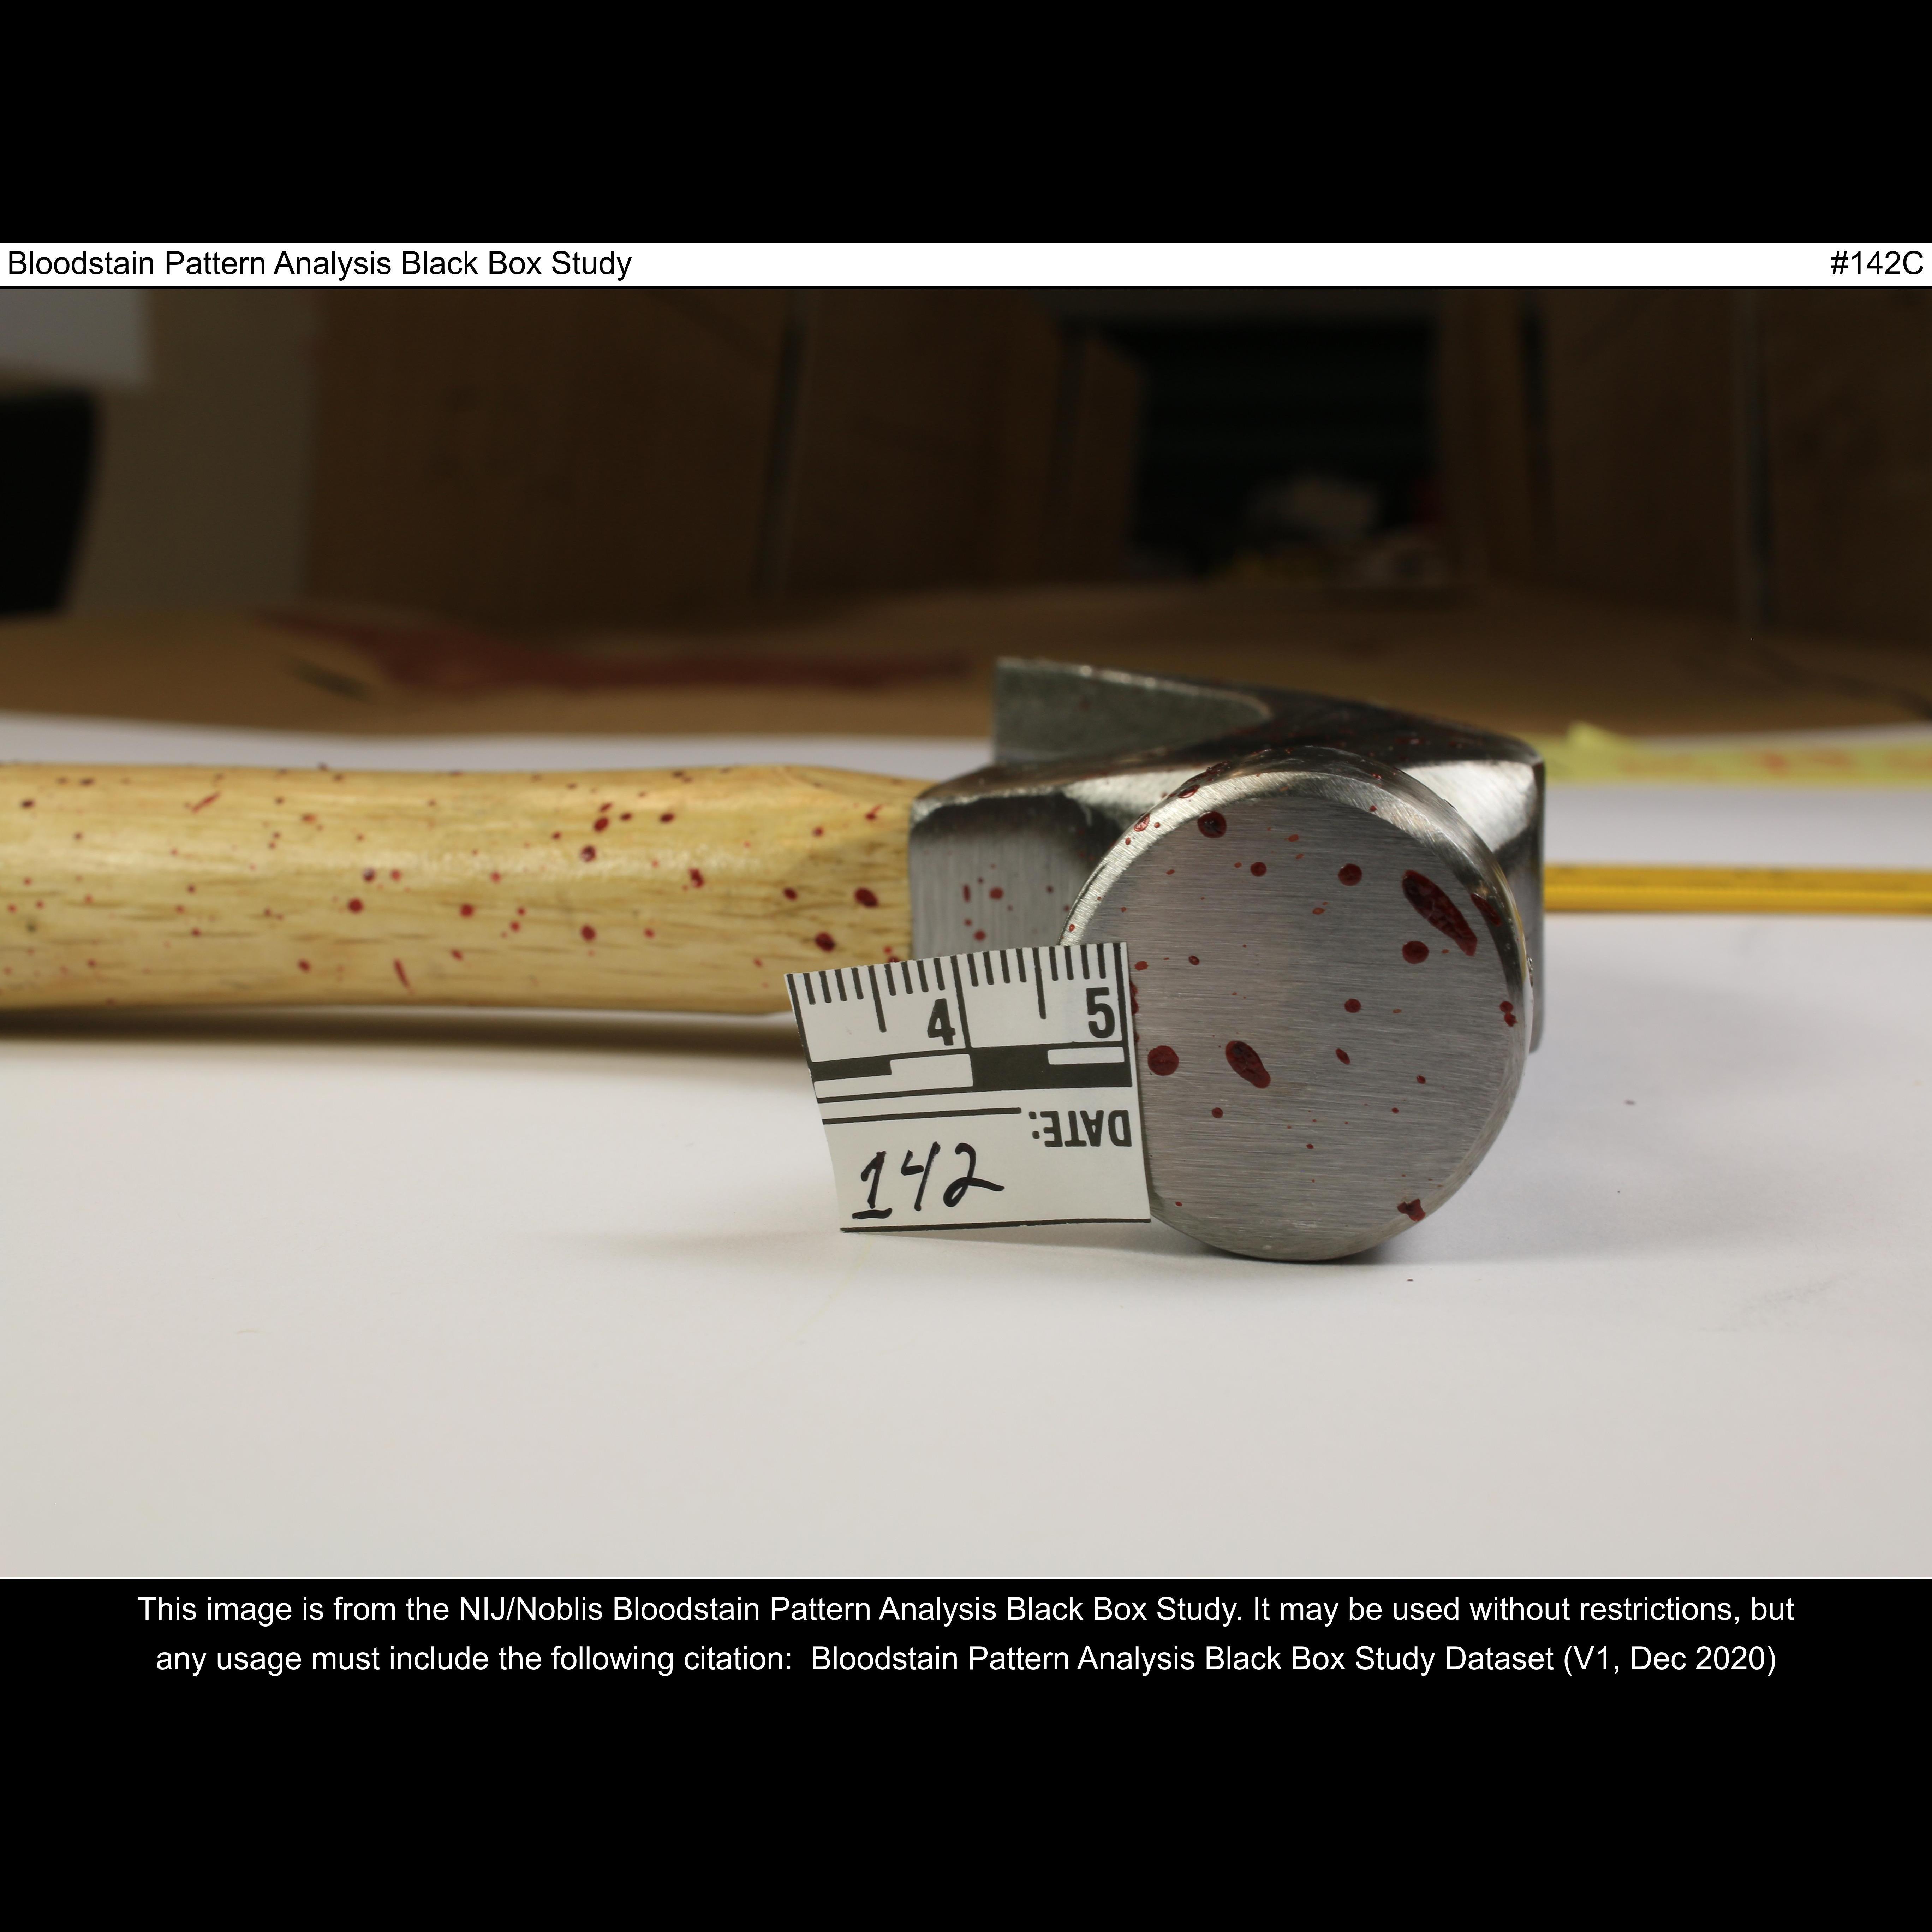 Bloodstain Pattern Analysis Black Box Study #142C
4 5
DATE:
142
This image is from the NIJ/Noblis Bloodstain Pattern Analysis Black Box Study. It may be used without restrictions, but
any usage must include the following citation: Bloodstain Pattern Analysis Black Box Study Dataset (V1, Dec 2020)